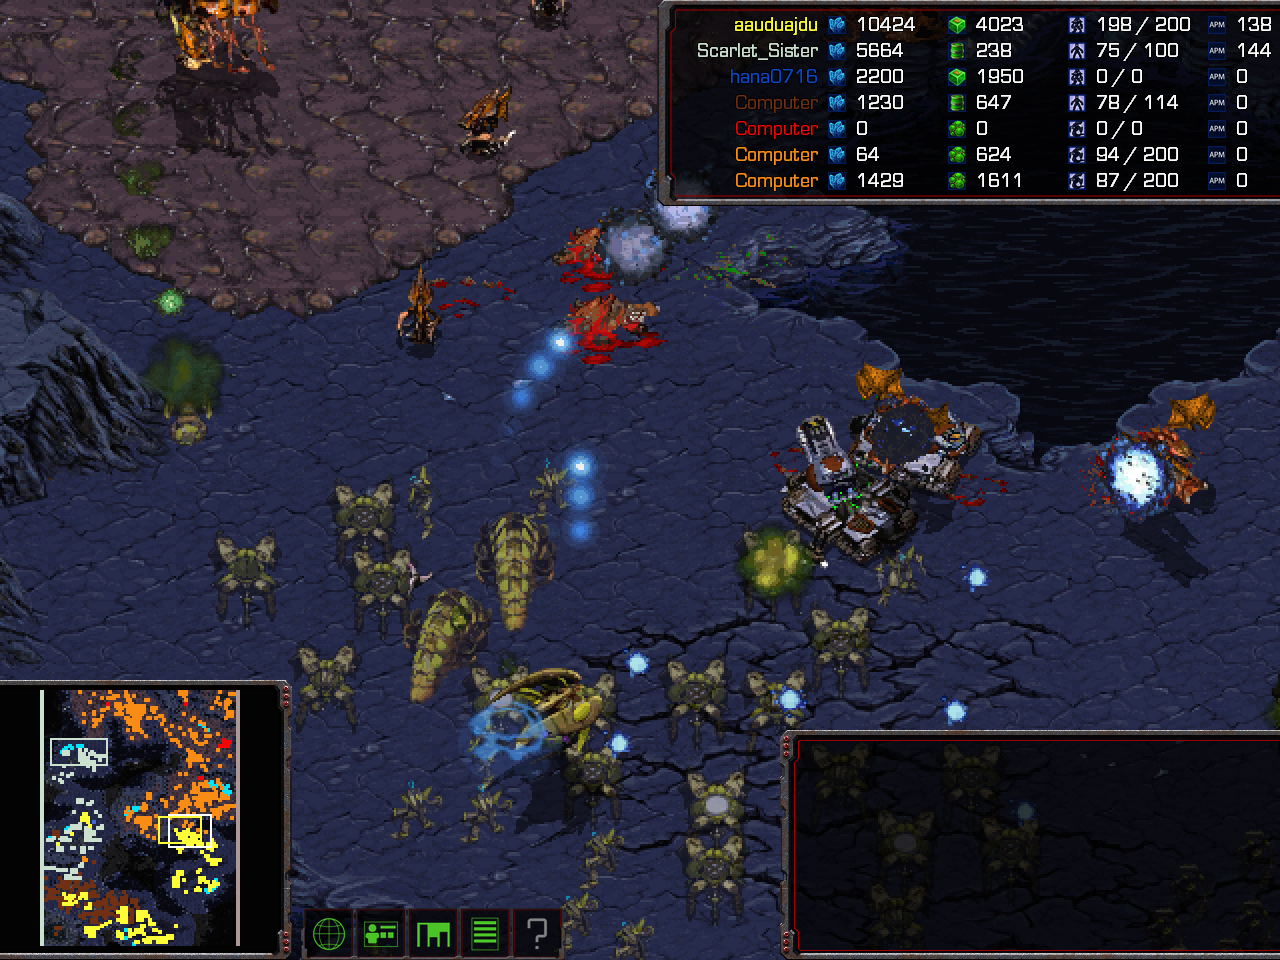 aauduajdu 10424 4023 198 / 200 APM 138
Scarlet_Sister 5664 238 75 / 100 APM 144
hana0716 2200 1950 0 / 0 APM 0
Computer 1230 647 78 / 114 APM 0
Computer 0 0 0 / 0 APM 0
Computer 64 624 94 / 200 APM 0
Computer 1429 1611 87 / 200 APM 0
?